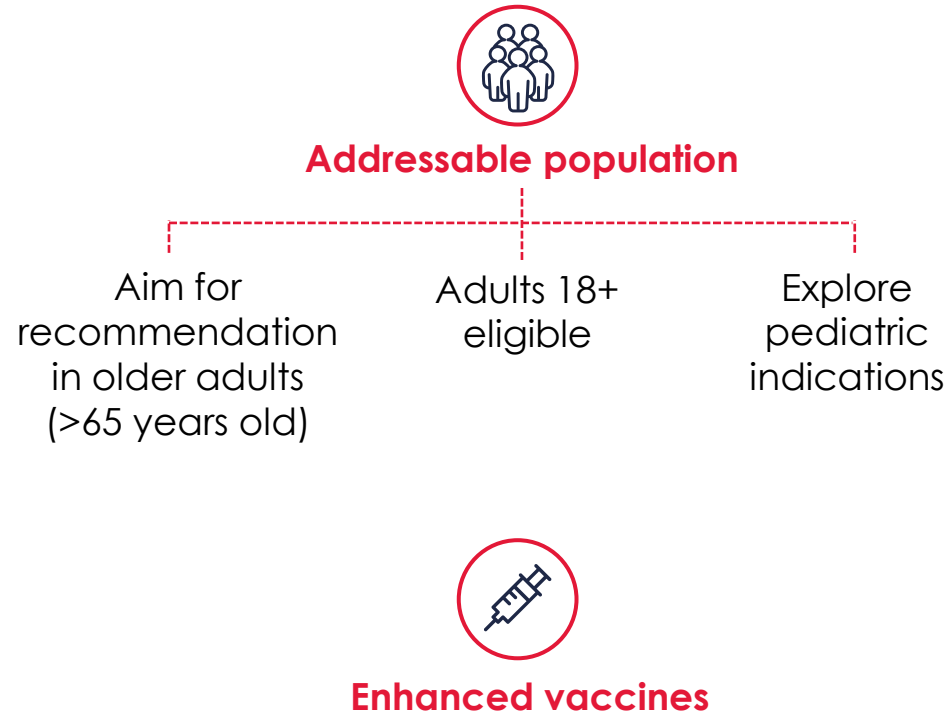 Addressable population
Aim for
recommendation
in older adults
(>65 years old)
Adults 18+
eligible
Explore
pediatric
indications
Enhanced vaccines